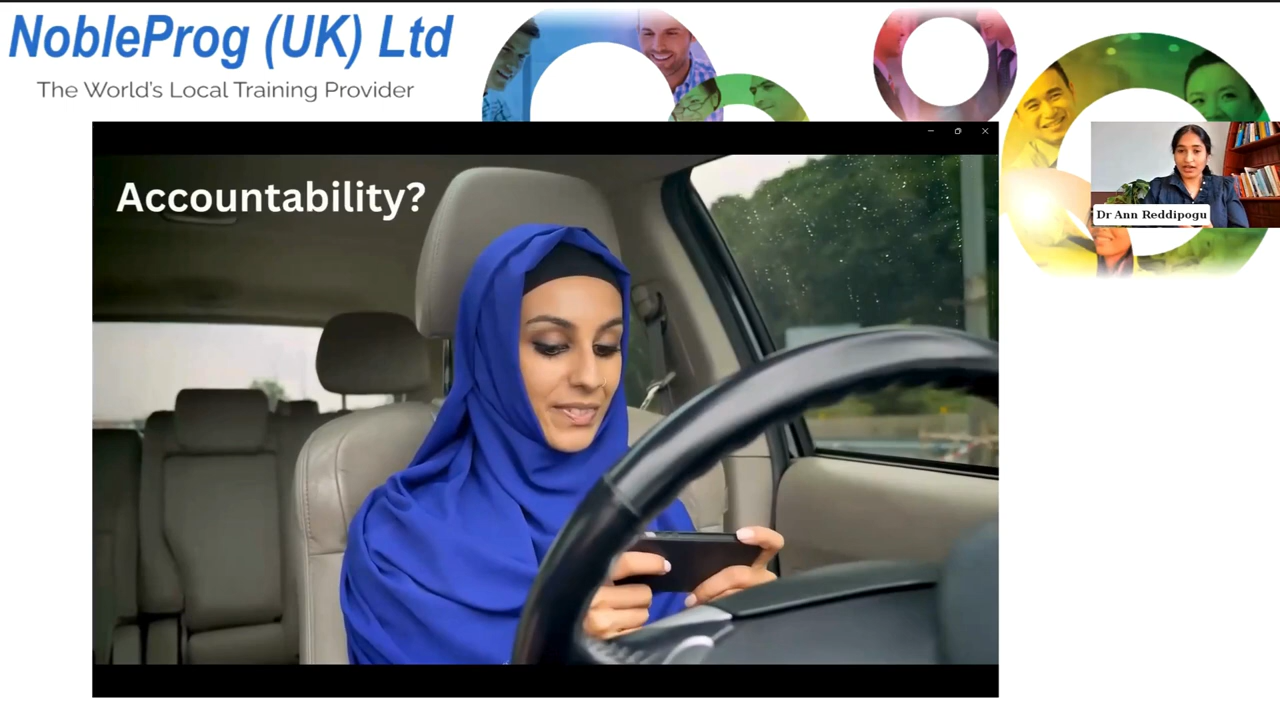 NobleProg (UK) Ltd
The World's Local Training Provider
Accountability?
Dr Ann Reddipogu